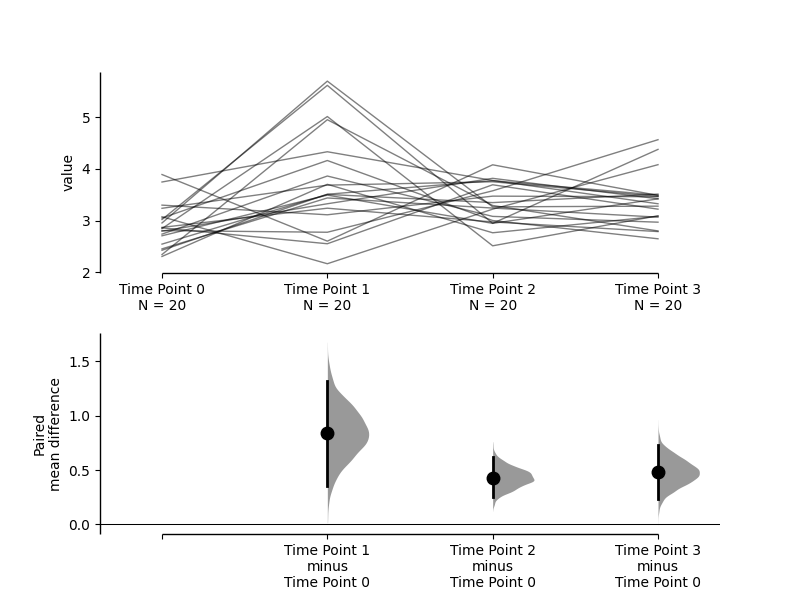 5
4
3
2
value
Time Point 0
N = 20
Time Point 1
N = 20
Time Point 2
N = 20
Time Point 3
N = 20
1.5
1.0
0.5
0.0
Paired
mean difference
Time Point 1
minus
Time Point 0
Time Point 2
minus
Time Point 0
Time Point 3
minus
Time Point 0